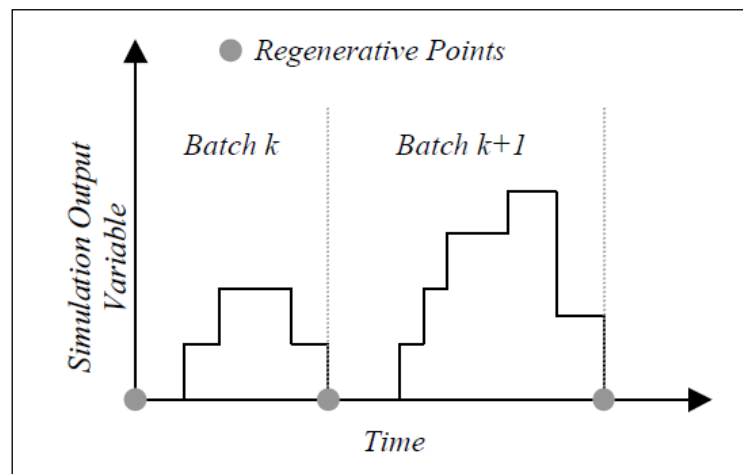 Regenerative Points
Batch k
Batch k+1
Simulation Output
Variable
Time